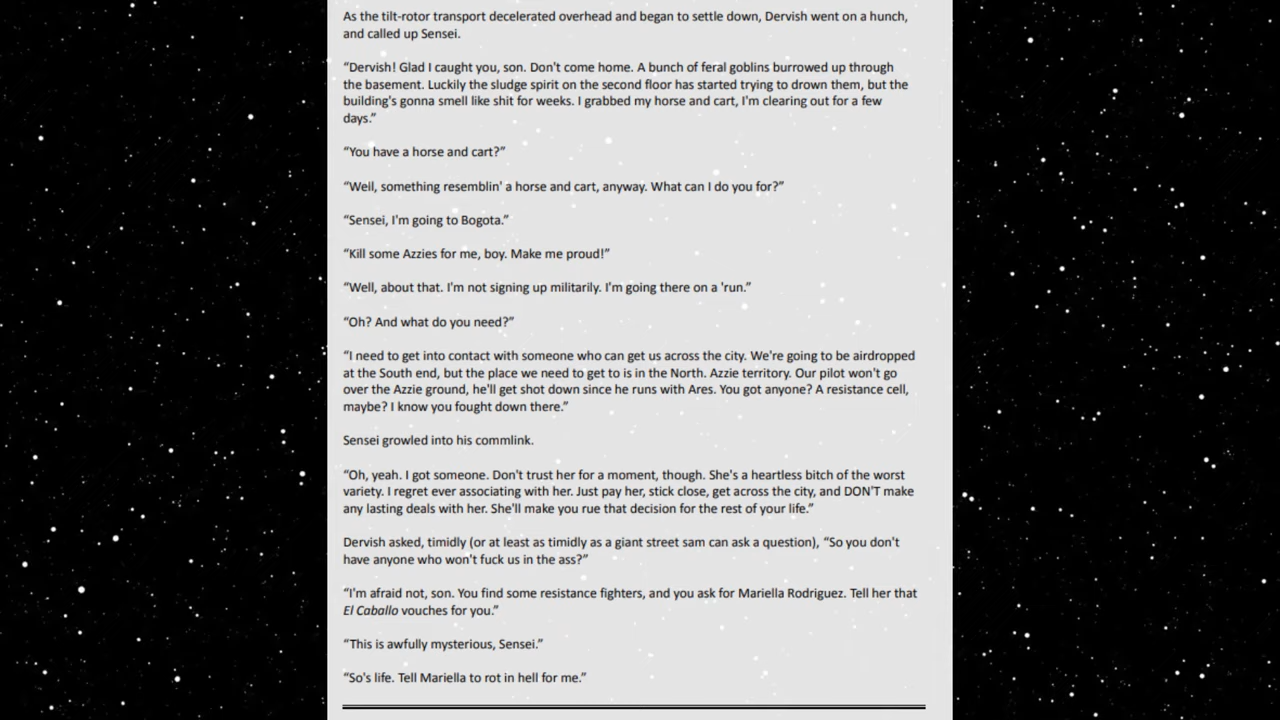 As the tilt-rotor transport decelerated overhead and began to settle down, Dervish went on a hunch,
and called up Sensei.
“Dervish! Glad I caught you, son. Don't come home. A bunch of feral goblins burrowed up through
the basement. Luckily the sludge spirit on the second floor has started trying to drown them, but the
building's gonna smell like shit for weeks. I grabbed my horse and cart, I'm clearing out for a few
days.”
“You have a horse and cart?”
“Well, something resemblin' a horse and cart, anyway. What can I do you for?”
“Sensei, I'm going to Bogota.”
“Kill some Azzies for me, boy. Make me proud!”
“Well, about that. I'm not signing up militarily. I'm going there on a 'run.”
“Oh? And what do you need?”
“I need to get into contact with someone who can get us across the city. We're going to be airdropped
at the South end, but the place we need to get to is in the North. Azzie territory. Our pilot won't go
over the Azzie ground, he'll get shot down since he runs with Ares. You got anyone? A resistance cell,
maybe? I know you fought down there.”
Sensei growled into his commlink.
“Oh, yeah. I got someone. Don't trust her for a moment, though. She's a heartless bitch of the worst
variety. I regret ever associating with her. Just pay her, stick close, get across the city, and DON'T make
any lasting deals with her. She'll make you rue that decision for the rest of your life.”
Dervish asked, timidly (or at least as timidly as a giant street sam can ask a question), “So you don't
have anyone who won't fuck us in the ass?”
“I'm afraid not, son. You find some resistance fighters, and you ask for Mariella Rodriguez. Tell her that
El Caballo vouches for you.”
“This is awfully mysterious, Sensei.”
“So's life. Tell Mariella to rot in hell for me.”